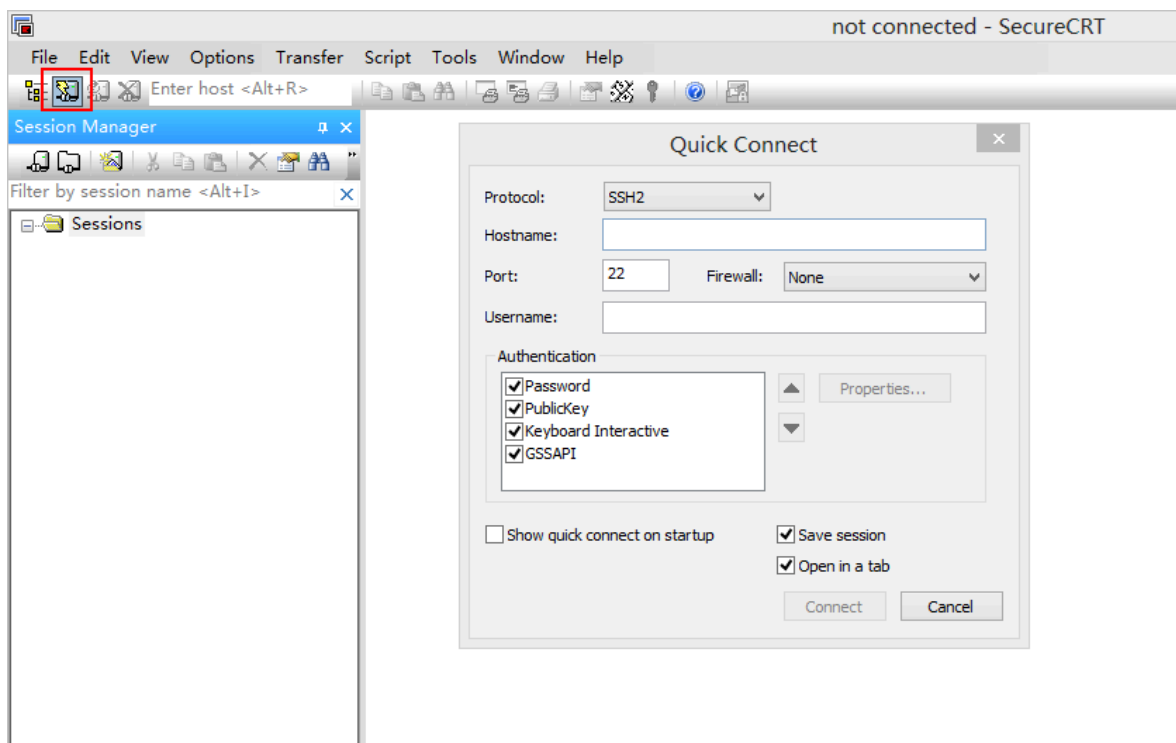 not connected - SecureCRT
File Edit View Options Transfer Script Tools Window Help
Enter host <Alt+R>
Session Manager
Filter by session name <Alt+I>
Sessions
Quick Connect
Protocol: SSH2
Hostname:
Port: 22 Firewall: None
Username:
Authentication
Password
PublicKey
Keyboard Interactive
GSSAPI
Properties...
Show quick connect on startup Save session
Open in a tab
Connect Cancel